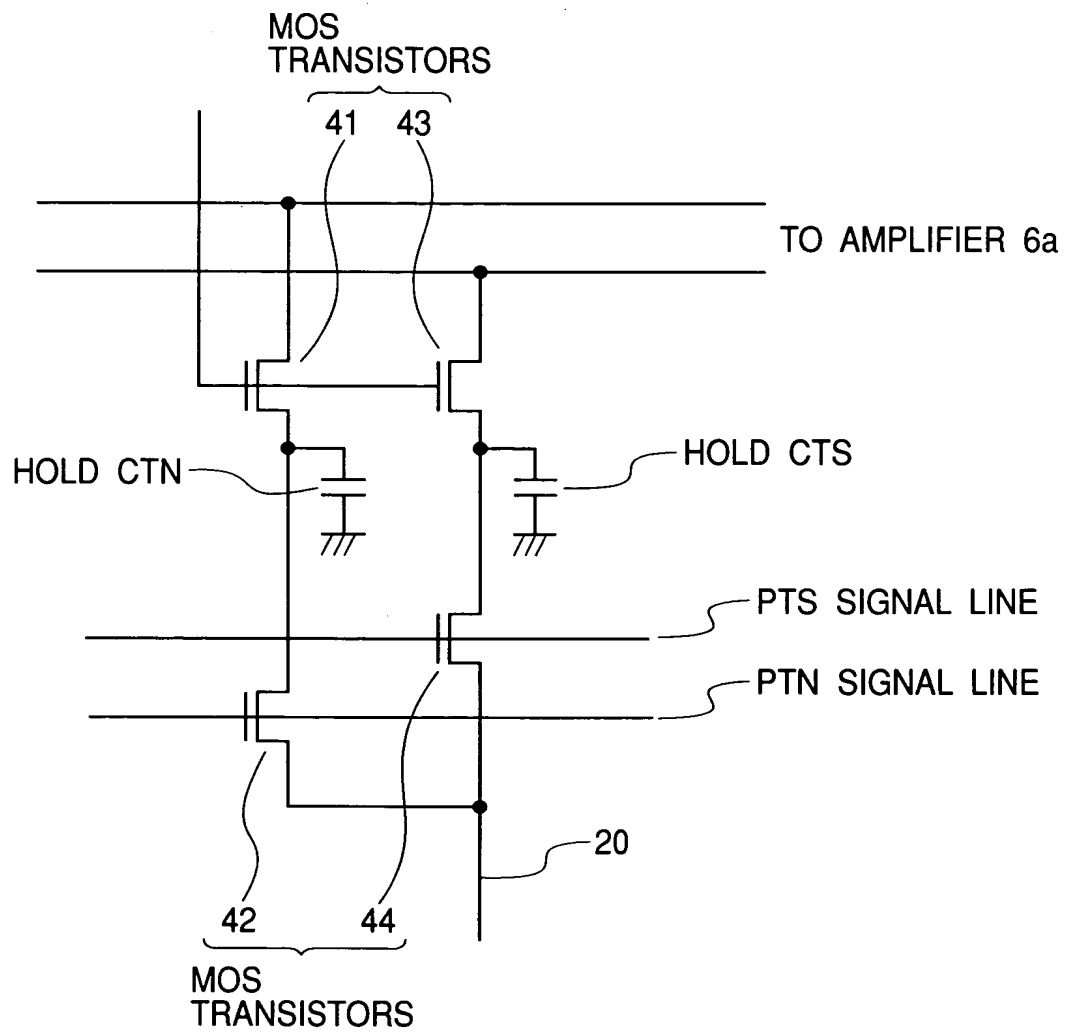 MOS
TRANSISTORS
41 43
TO AMPLIFIER 6a
HOLD CTN
HOLD CTS
PTS SIGNAL LINE
PTN SIGNAL LINE
20
42 44
MOS
TRANSISTORS